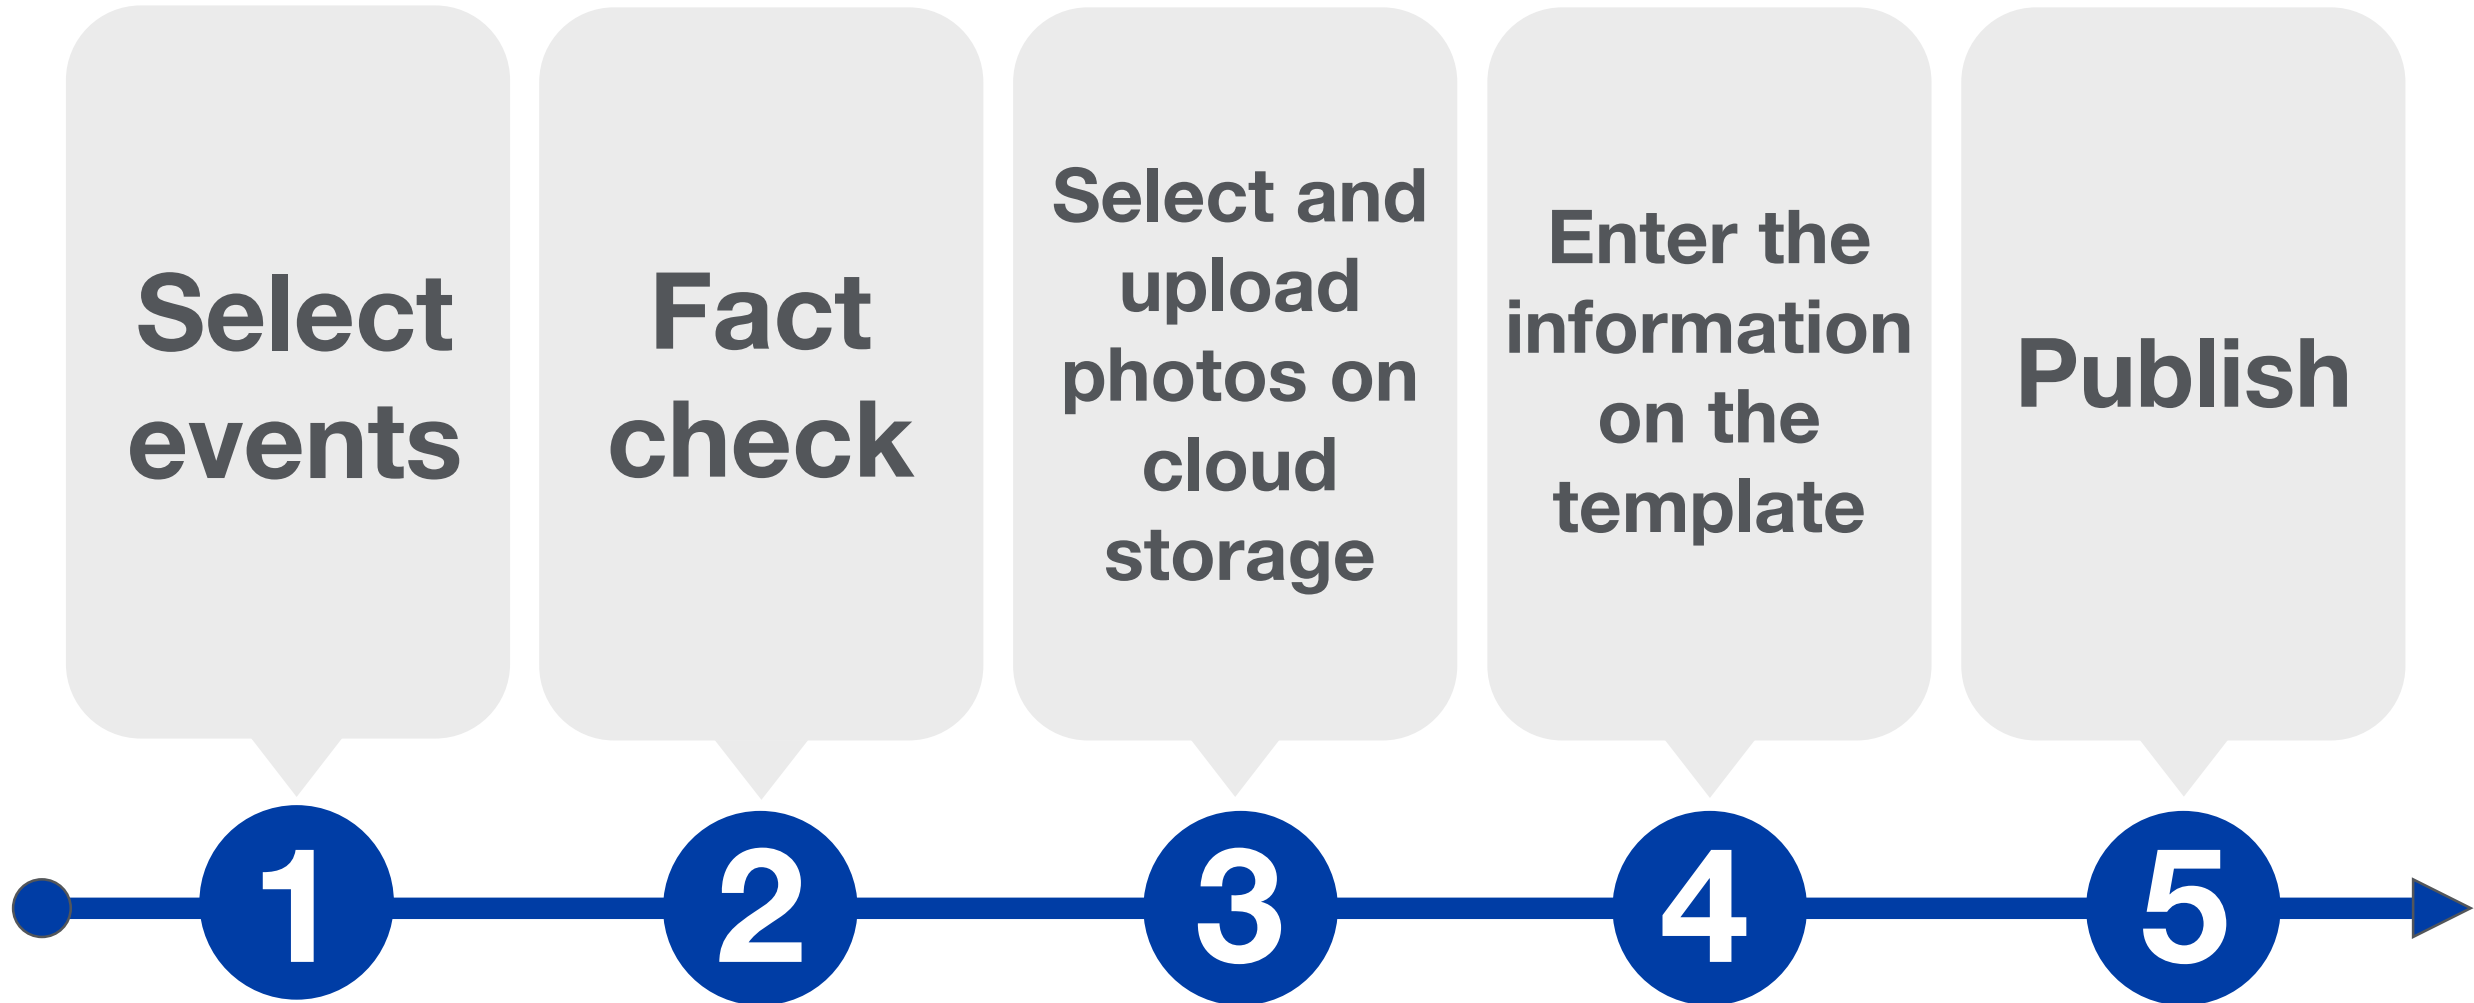 Select
events
Fact
check
Select and
upload
photos on
cloud
storage
Enter the
information
on the
template
Publish
1
2
3
4
5